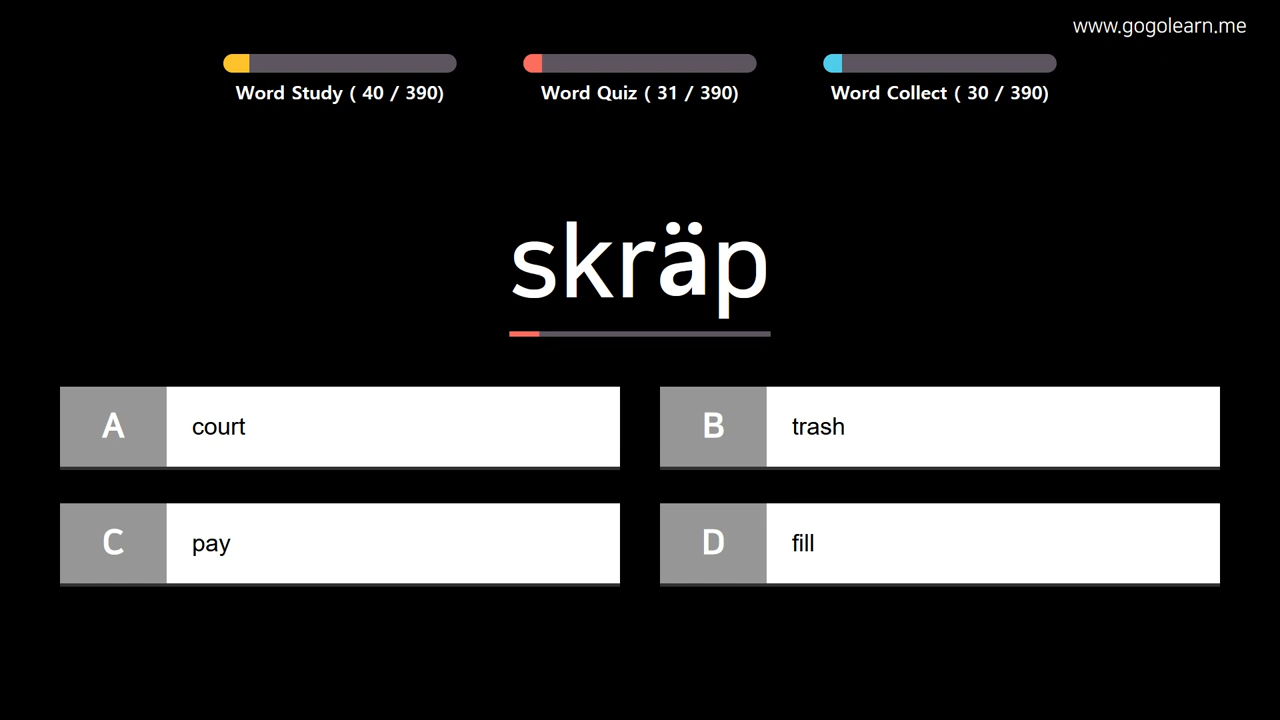 www.gogolearn.me
Word Study ( 40 / 390)
Word Quiz ( 31 / 390)
Word Collect ( 30 / 390)
skräp
A court
B trash
C pay
D fill